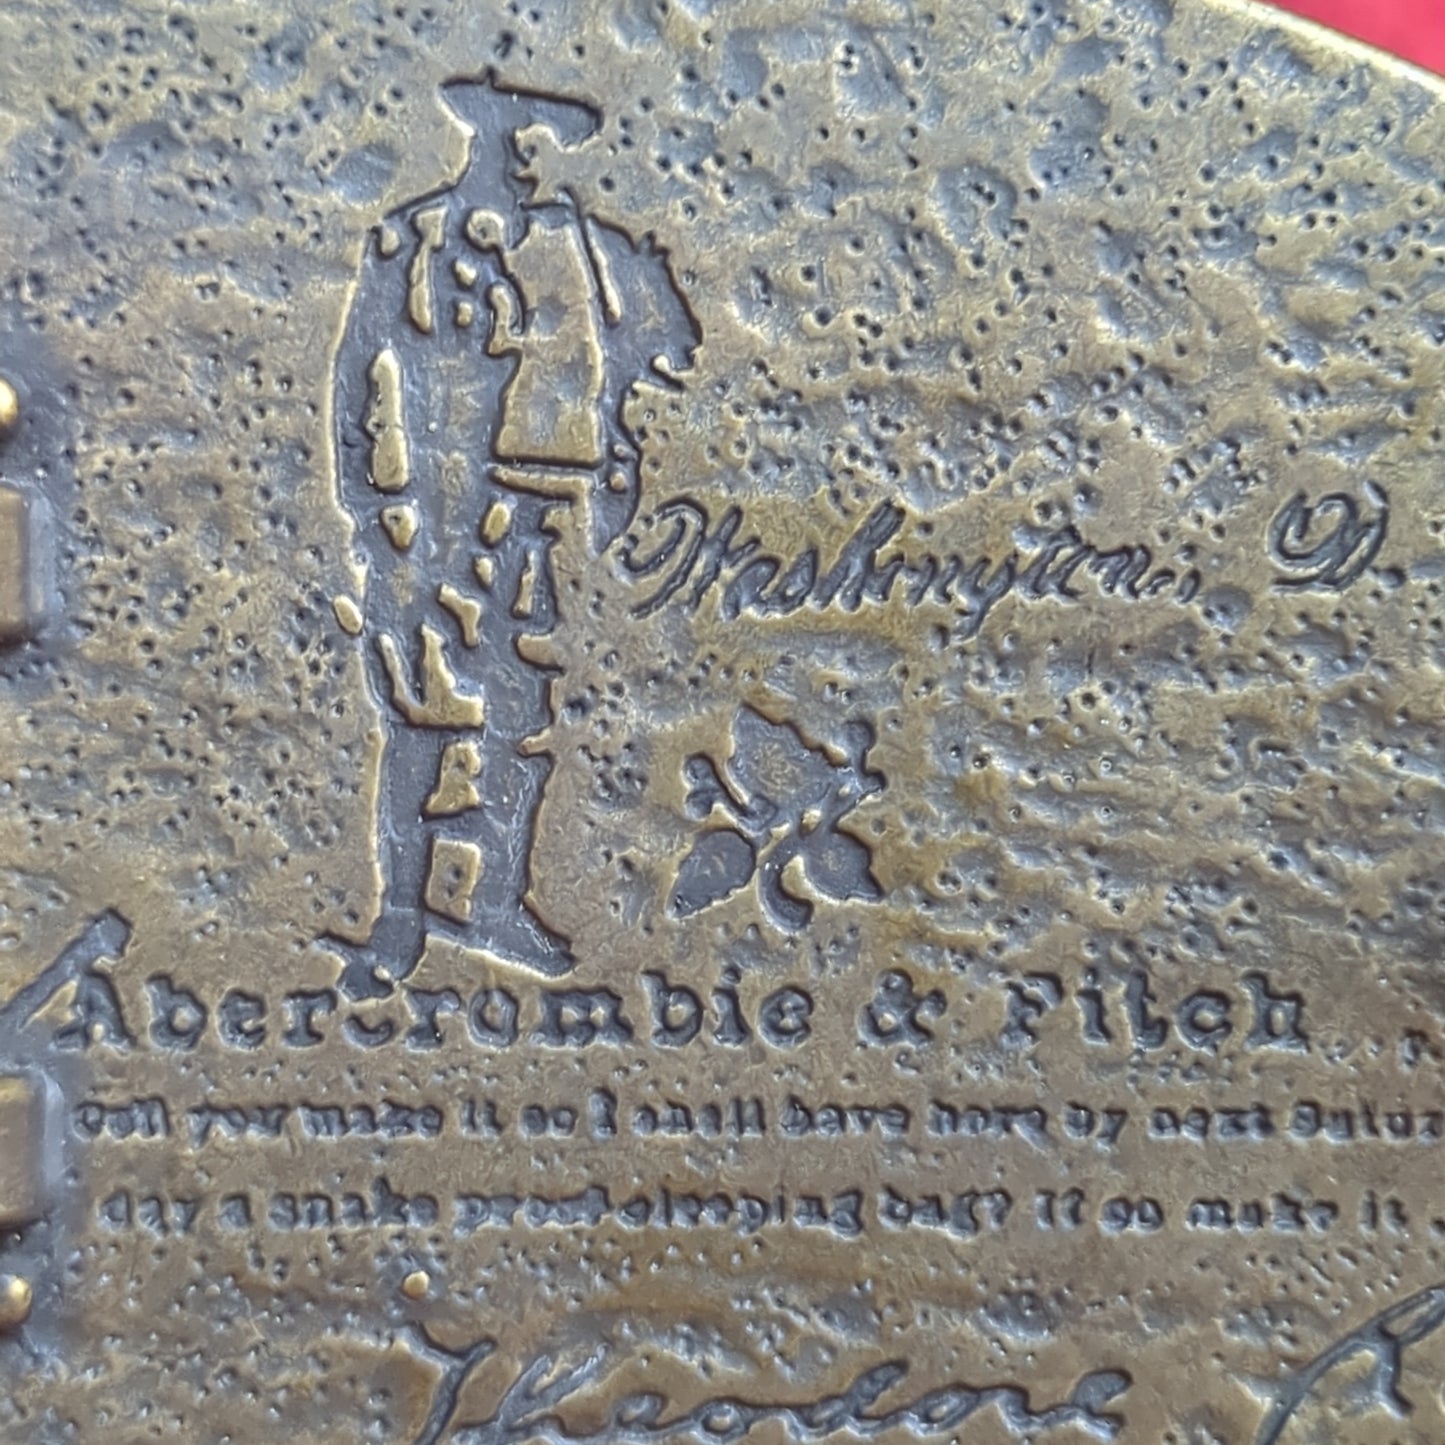 Washington, D
Abercrombie & Fitch
you make it so I shall have here by next Satur
day a snake proof sleeping bag? If so make it
Theodore R